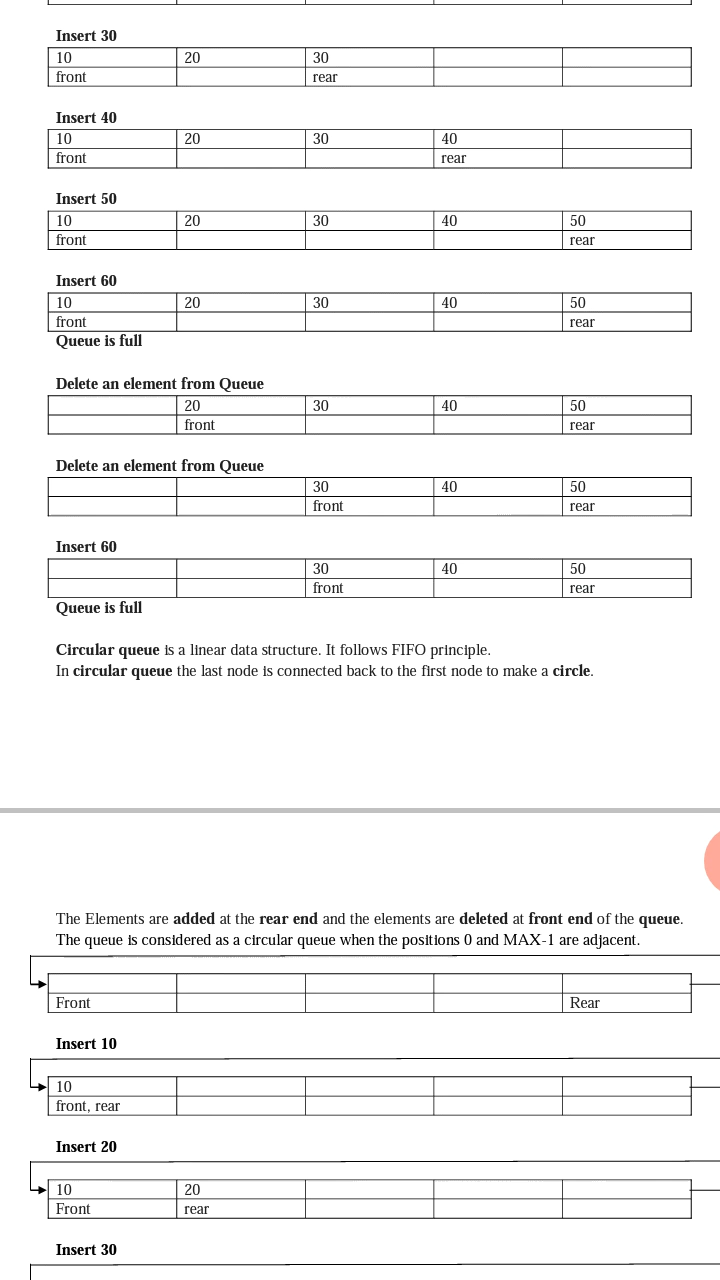 Insert 30
10 20 30
front rear
Insert 40
10 20 30 40
front rear
Insert 50
10 20 30 40 50
front rear
Insert 60
10 20 30 40 50
front rear
Queue is full
Delete an element from Queue
20 30 40 50
front rear
Delete an element from Queue
30 40 50
front rear
Insert 60
30 40 50
front rear
Queue is full
Circular queue is a linear data structure. It follows FIFO principle.
In circular queue the last node is connected back to the first node to make a circle.
The Elements are added at the rear end and the elements are deleted at front end of the queue.
The queue is considered as a circular queue when the positions 0 and MAX-1 are adjacent.
Front Rear
Insert 10
10
front, rear
Insert 20
10 20
Front rear
Insert 30